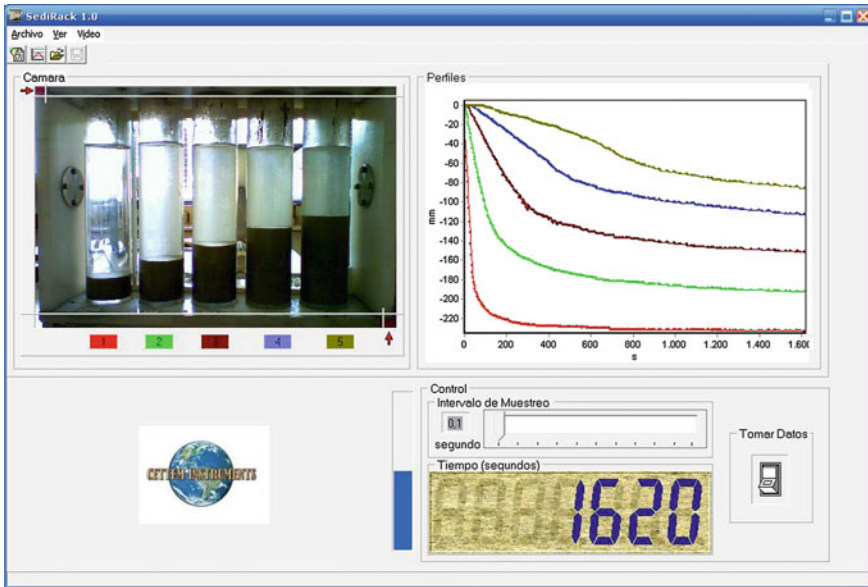 SediRack 1.0
Archivo Ver Video
Camara
1 2 3 4 5
Perfiles
0
-20
-40
-60
-80
-100
-120
-140
-160
-180
-200
-220
mm
0 200 400 600 800 1.000 1.200 1.400 1.600
s
CETTEM INSTRUMENTS
Control
Intervalo de Muestreo
0,1
segundo
Tiempo (segundos)
1620
Tomar Datos